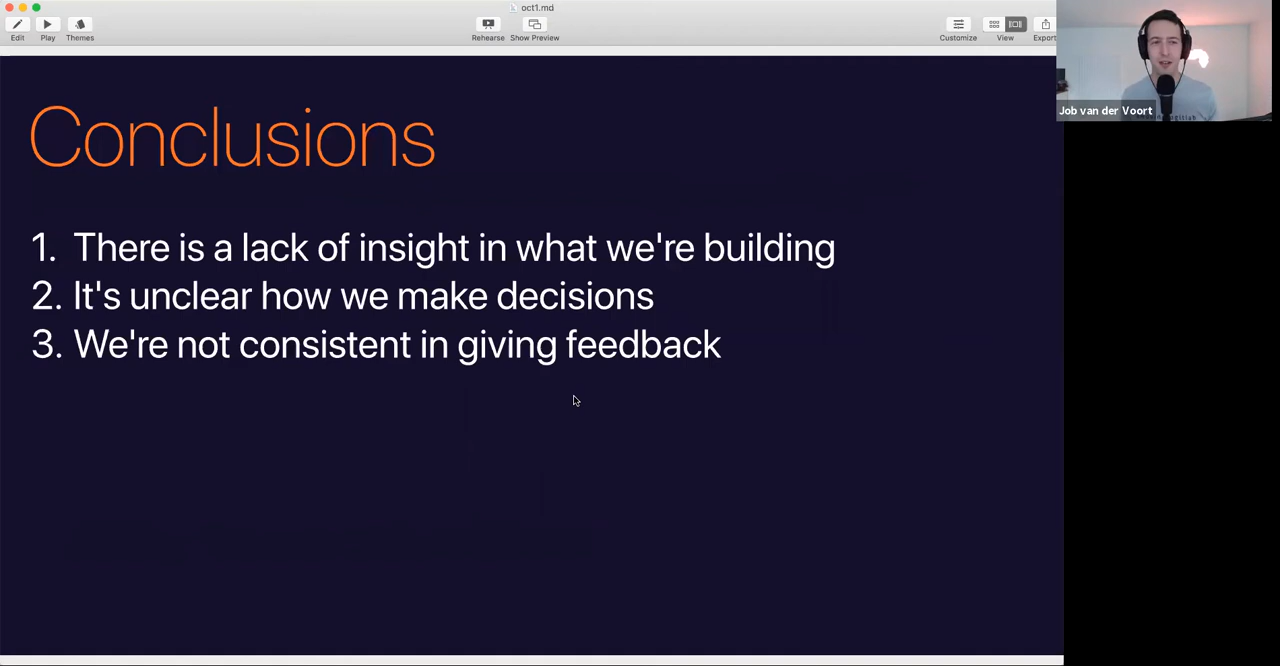 oct1.md
Edit
Play
Themes
Rehearse
Show Preview
Customize
View
Export
Job van der Voort
Conclusions
1. There is a lack of insight in what we're building
2. It's unclear how we make decisions
3. We're not consistent in giving feedback